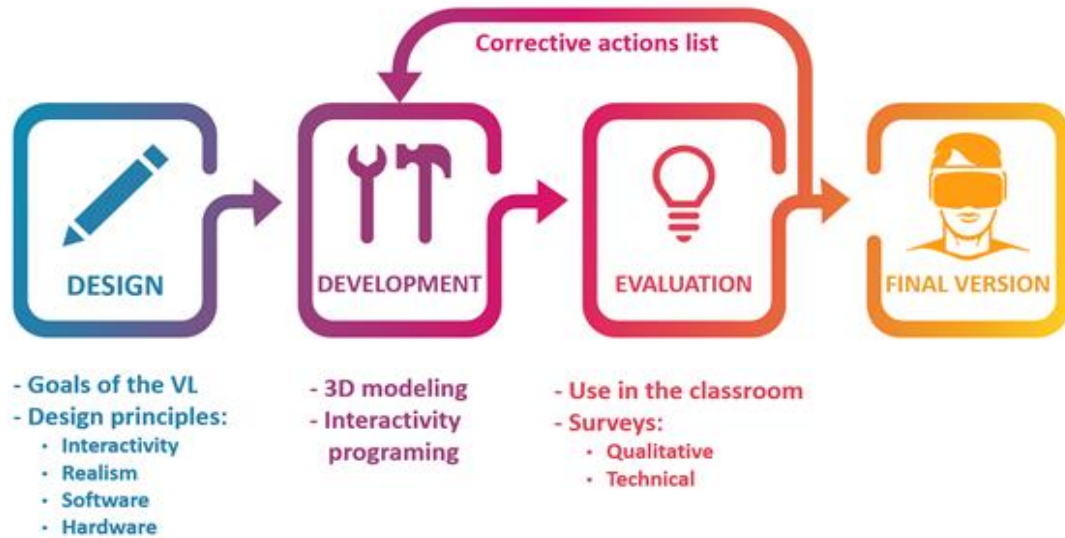 Corrective actions list
DESIGN
DEVELOPMENT
EVALUATION
FINAL VERSION
- Goals of the VL
- Design principles:
• Interactivity
• Realism
• Software
• Hardware
- 3D modeling
- Interactivity
programing
- Use in the classroom
- Surveys:
• Qualitative
• Technical